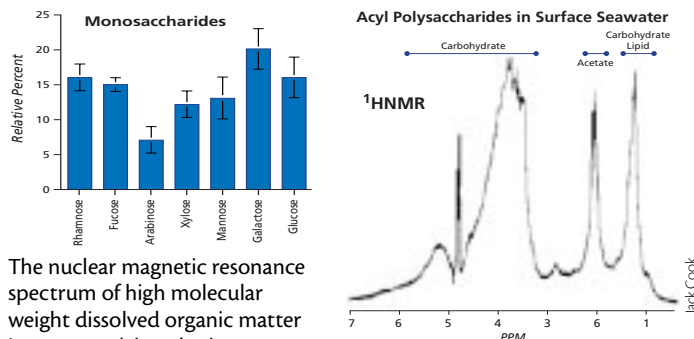 Monosaccharides
25
20
15
10
5
0
Relative Percent
Rhamnose
Fucose
Arabinose
Xylose
Mannose
Galactose
Glucose
The nuclear magnetic resonance
spectrum of high molecular
weight dissolved organic matter
Acyl Polysaccharides in Surface Seawater
Carbohydrate
Acetate
Carbohydrate
Lipid
¹HNMR
7 6 5 4 3 6 1
PPM
Jack Cook